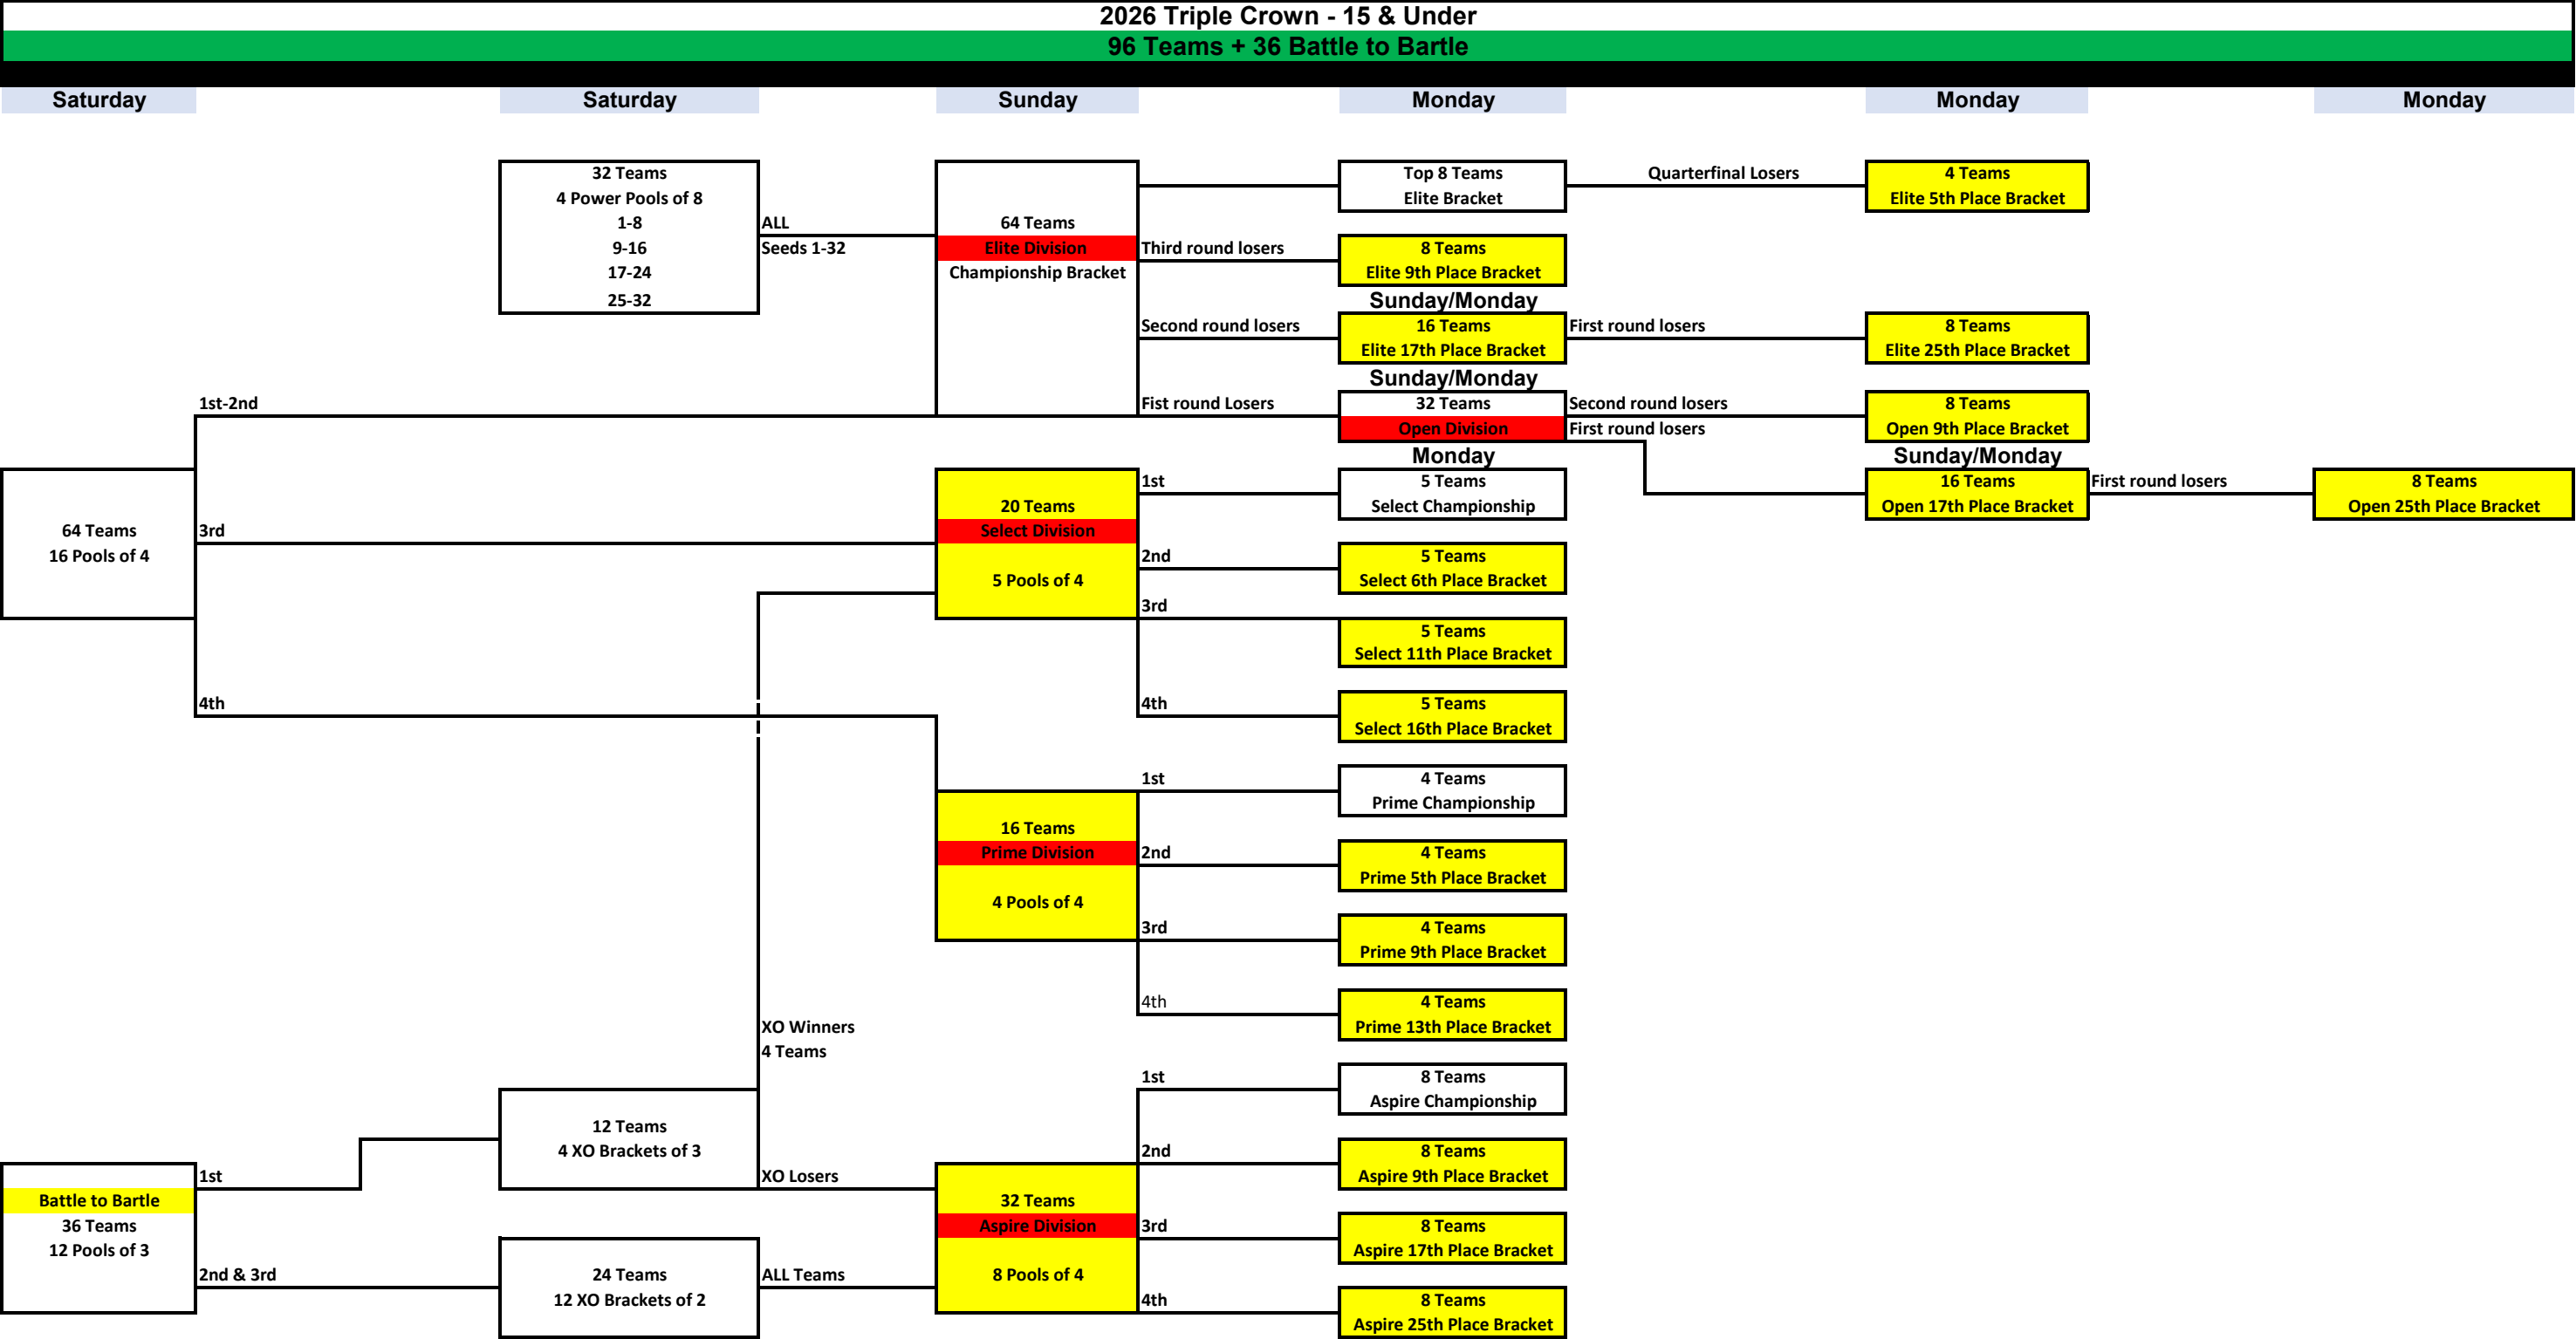 2026 Triple Crown - 15 & Under
96 Teams + 36 Battle to Bartle
Saturday
Saturday
Sunday
Monday
Monday
Monday
32 Teams
4 Power Pools of 8
1-8
9-16
17-24
25-32
ALL
Seeds 1-32
64 Teams
Elite Division
Championship Bracket
Top 8 Teams
Elite Bracket
Quarterfinal Losers
4 Teams
Elite 5th Place Bracket
Third round losers
8 Teams
Elite 9th Place Bracket
Sunday/Monday
Second round losers
16 Teams
Elite 17th Place Bracket
First round losers
8 Teams
Elite 25th Place Bracket
Sunday/Monday
1st-2nd
Fist round Losers
32 Teams
Open Division
Second round losers
First round losers
8 Teams
Open 9th Place Bracket
Monday
Sunday/Monday
64 Teams
16 Pools of 4
3rd
20 Teams
Select Division
5 Pools of 4
1st
5 Teams
Select Championship
16 Teams
Open 17th Place Bracket
First round losers
8 Teams
Open 25th Place Bracket
2nd
5 Teams
Select 6th Place Bracket
3rd
5 Teams
Select 11th Place Bracket
4th
4th
5 Teams
Select 16th Place Bracket
16 Teams
Prime Division
4 Pools of 4
1st
4 Teams
Prime Championship
2nd
4 Teams
Prime 5th Place Bracket
3rd
4 Teams
Prime 9th Place Bracket
4th
4 Teams
Prime 13th Place Bracket
XO Winners
4 Teams
12 Teams
4 XO Brackets of 3
XO Losers
Battle to Bartle
36 Teams
12 Pools of 3
1st
2nd & 3rd
24 Teams
12 XO Brackets of 2
ALL Teams
32 Teams
Aspire Division
8 Pools of 4
1st
8 Teams
Aspire Championship
2nd
8 Teams
Aspire 9th Place Bracket
3rd
8 Teams
Aspire 17th Place Bracket
4th
8 Teams
Aspire 25th Place Bracket